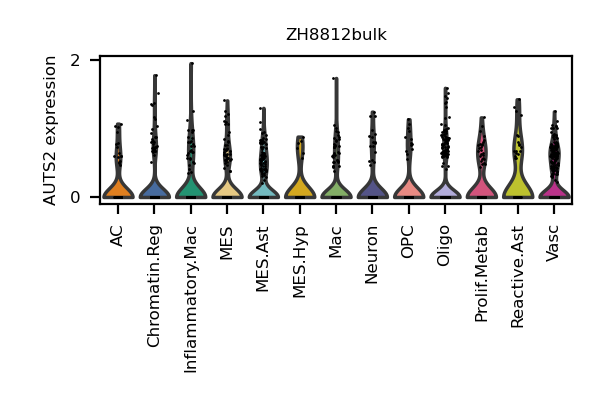 ZH8812bulk
AUTS2 expression
2
0
AC
Chromatin.Reg
Inflammatory.Mac
MES
MES.Ast
MES.Hyp
Mac
Neuron
OPC
Oligo
Prolif.Metab
Reactive.Ast
Vasc